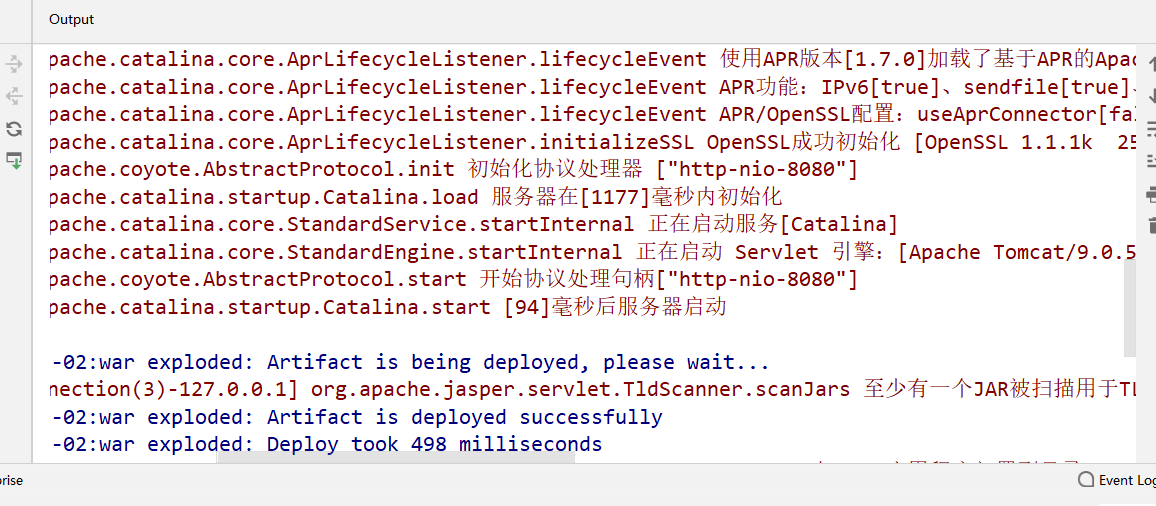 Output
pache.catalina.core.AprLifecycleListener.lifecycleEvent 使用APR版本[1.7.0]加载了基于APR的Apac
pache.catalina.core.AprLifecycleListener.lifecycleEvent APR功能：IPv6[true]、sendfile[true]、
pache.catalina.core.AprLifecycleListener.lifecycleEvent APR/OpenSSL配置：useAprConnector[fal
pache.catalina.core.AprLifecycleListener.initializeSSL OpenSSL成功初始化 [OpenSSL 1.1.1k  25
pache.coyote.AbstractProtocol.init 初始化协议处理器 ["http-nio-8080"]
pache.catalina.startup.Catalina.load 服务器在[1177]毫秒内初始化
pache.catalina.core.StandardService.startInternal 正在启动服务[Catalina]
pache.catalina.core.StandardEngine.startInternal 正在启动 Servlet 引擎：[Apache Tomcat/9.0.5
pache.coyote.AbstractProtocol.start 开始协议处理句柄["http-nio-8080"]
pache.catalina.startup.Catalina.start [94]毫秒后服务器启动
-02:war exploded: Artifact is being deployed, please wait...
nection(3)-127.0.0.1] org.apache.jasper.servlet.TldScanner.scanJars 至少有一个JAR被扫描用于TL
-02:war exploded: Artifact is deployed successfully
-02:war exploded: Deploy took 498 milliseconds
rise
Event Log